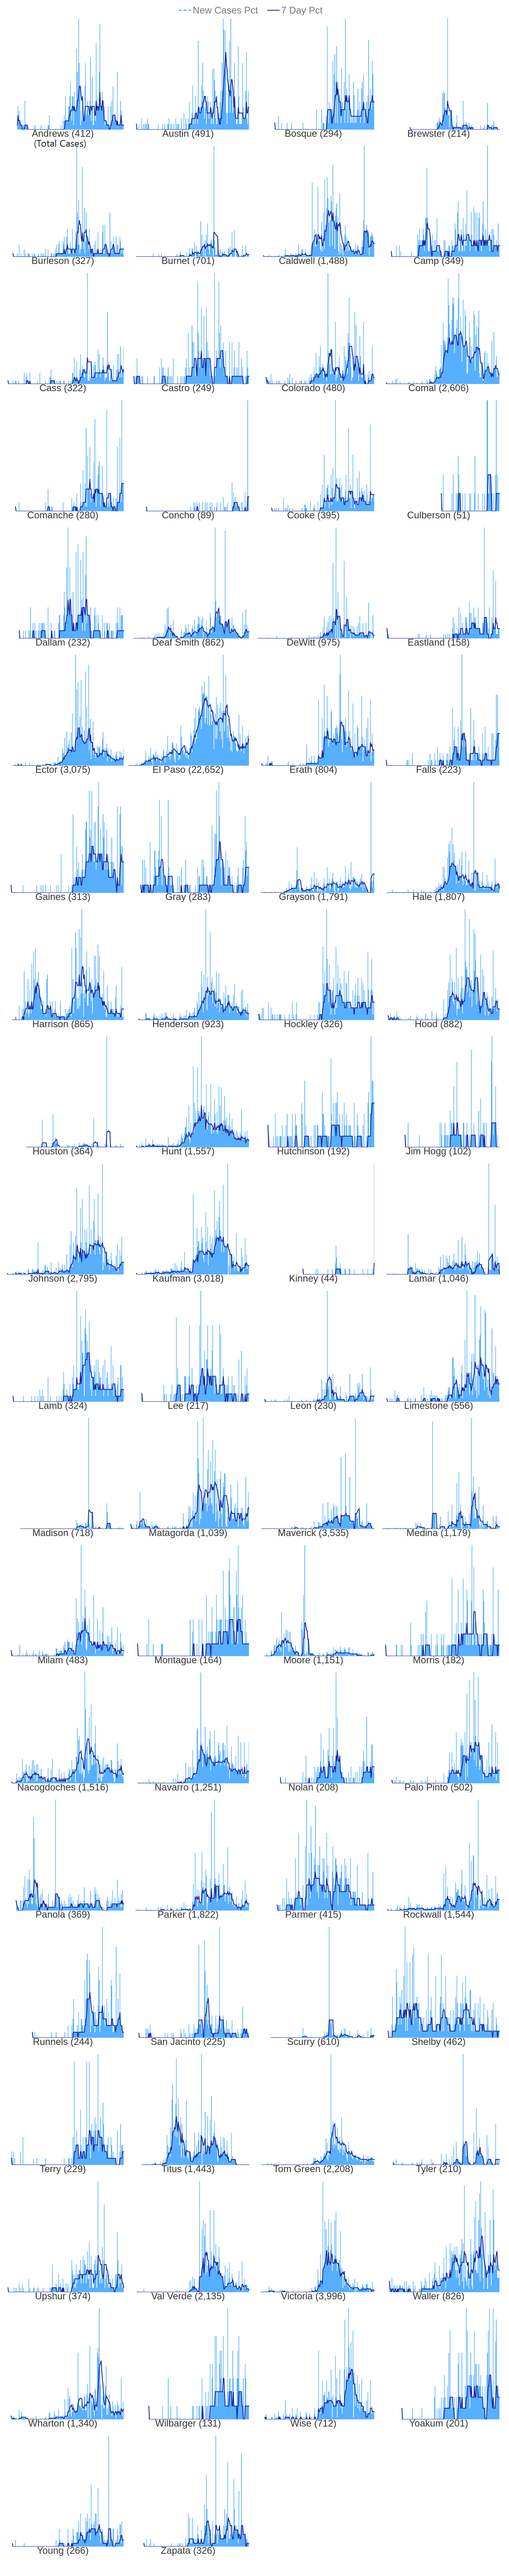 New Cases Pct 7 Day Pct
Andrews (412) Austin (491) Bosque (294) Brewster (214)
(Total Cases)
Burleson (327) Burnet (701) Caldwell (1,488) Camp (349)
Cass (322) Castro (249) Colorado (480) Comal (2,606)
Comanche (280) Concho (89) Cooke (395) Culberson (51)
Dallam (232) Deaf Smith (862) DeWitt (975) Eastland (158)
Ector (3,075) El Paso (22,652) Erath (804) Falls (223)
Gaines (313) Gray (283) Grayson (1,791) Hale (1,807)
Harrison (865) Henderson (923) Hockley (326) Hood (882)
Houston (364) Hunt (1,557) Hutchinson (192) Jim Hogg (102)
Johnson (2,795) Kaufman (3,018) Kinney (44) Lamar (1,046)
Lamb (324) Lee (217) Leon (230) Limestone (556)
Madison (718) Matagorda (1,039) Maverick (3,535) Medina (1,179)
Milam (483) Montague (164) Moore (1,151) Morris (182)
Nacogdoches (1,516) Navarro (1,251) Nolan (208) Palo Pinto (502)
Panola (369) Parker (1,822) Parmer (415) Rockwall (1,544)
Runnels (244) San Jacinto (225) Scurry (610) Shelby (462)
Terry (229) Titus (1,443) Tom Green (2,208) Tyler (210)
Upshur (374) Val Verde (2,135) Victoria (3,996) Waller (826)
Wharton (1,340) Wilbarger (131) Wise (712) Yoakum (201)
Young (266) Zapata (326)